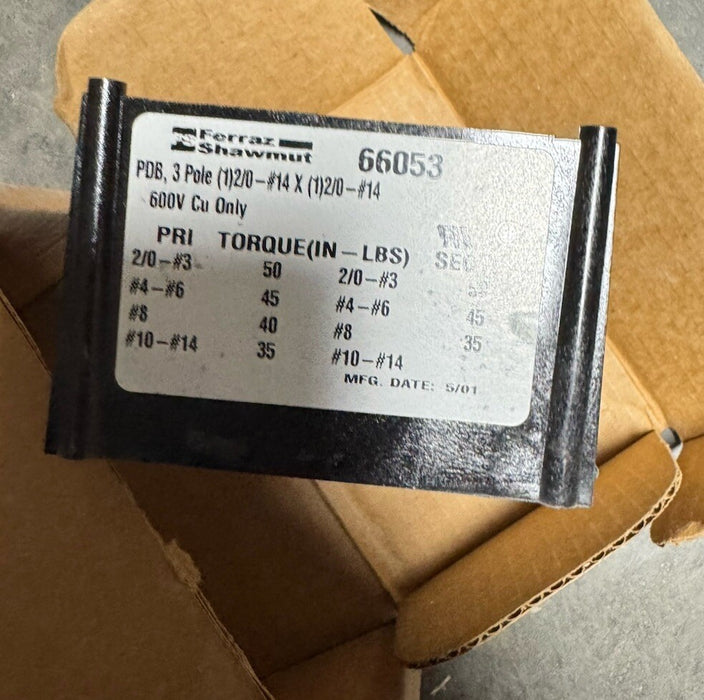 Ferraz
Shawmut
66053
PDB, 3 Pole (1)2/0-#14 X (1)2/0-#14
600V Cu Only
PRI TORQUE(IN-LBS) SEC
2/0-#3 50 2/0-#3
#4-#6 45 #4-#6 45
#8 40 #8 35
#10-#14 35 #10-#14
MFG. DATE: 5/01